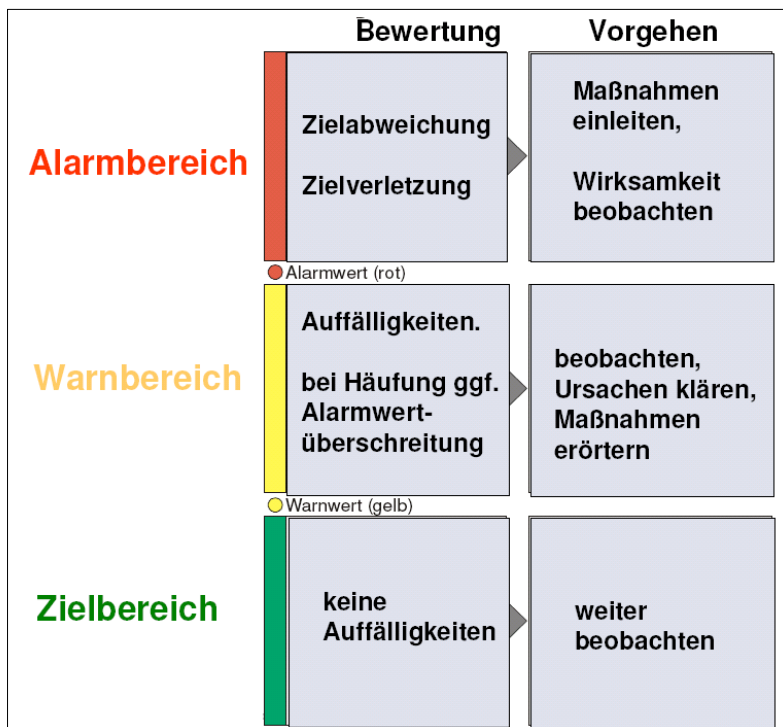 Bewertung
Vorgehen
Alarmbereich
Zielabweichung
Zielverletzung
Maßnahmen
einleiten,
Wirksamkeit
beobachten
Alarmwert (rot)
Warnbereich
Auffälligkeiten.
bei Häufung ggf.
Alarmwert-
überschreitung
beobachten,
Ursachen klären,
Maßnahmen
erörtern
Warnwert (gelb)
Zielbereich
keine
Auffälligkeiten
weiter
beobachten